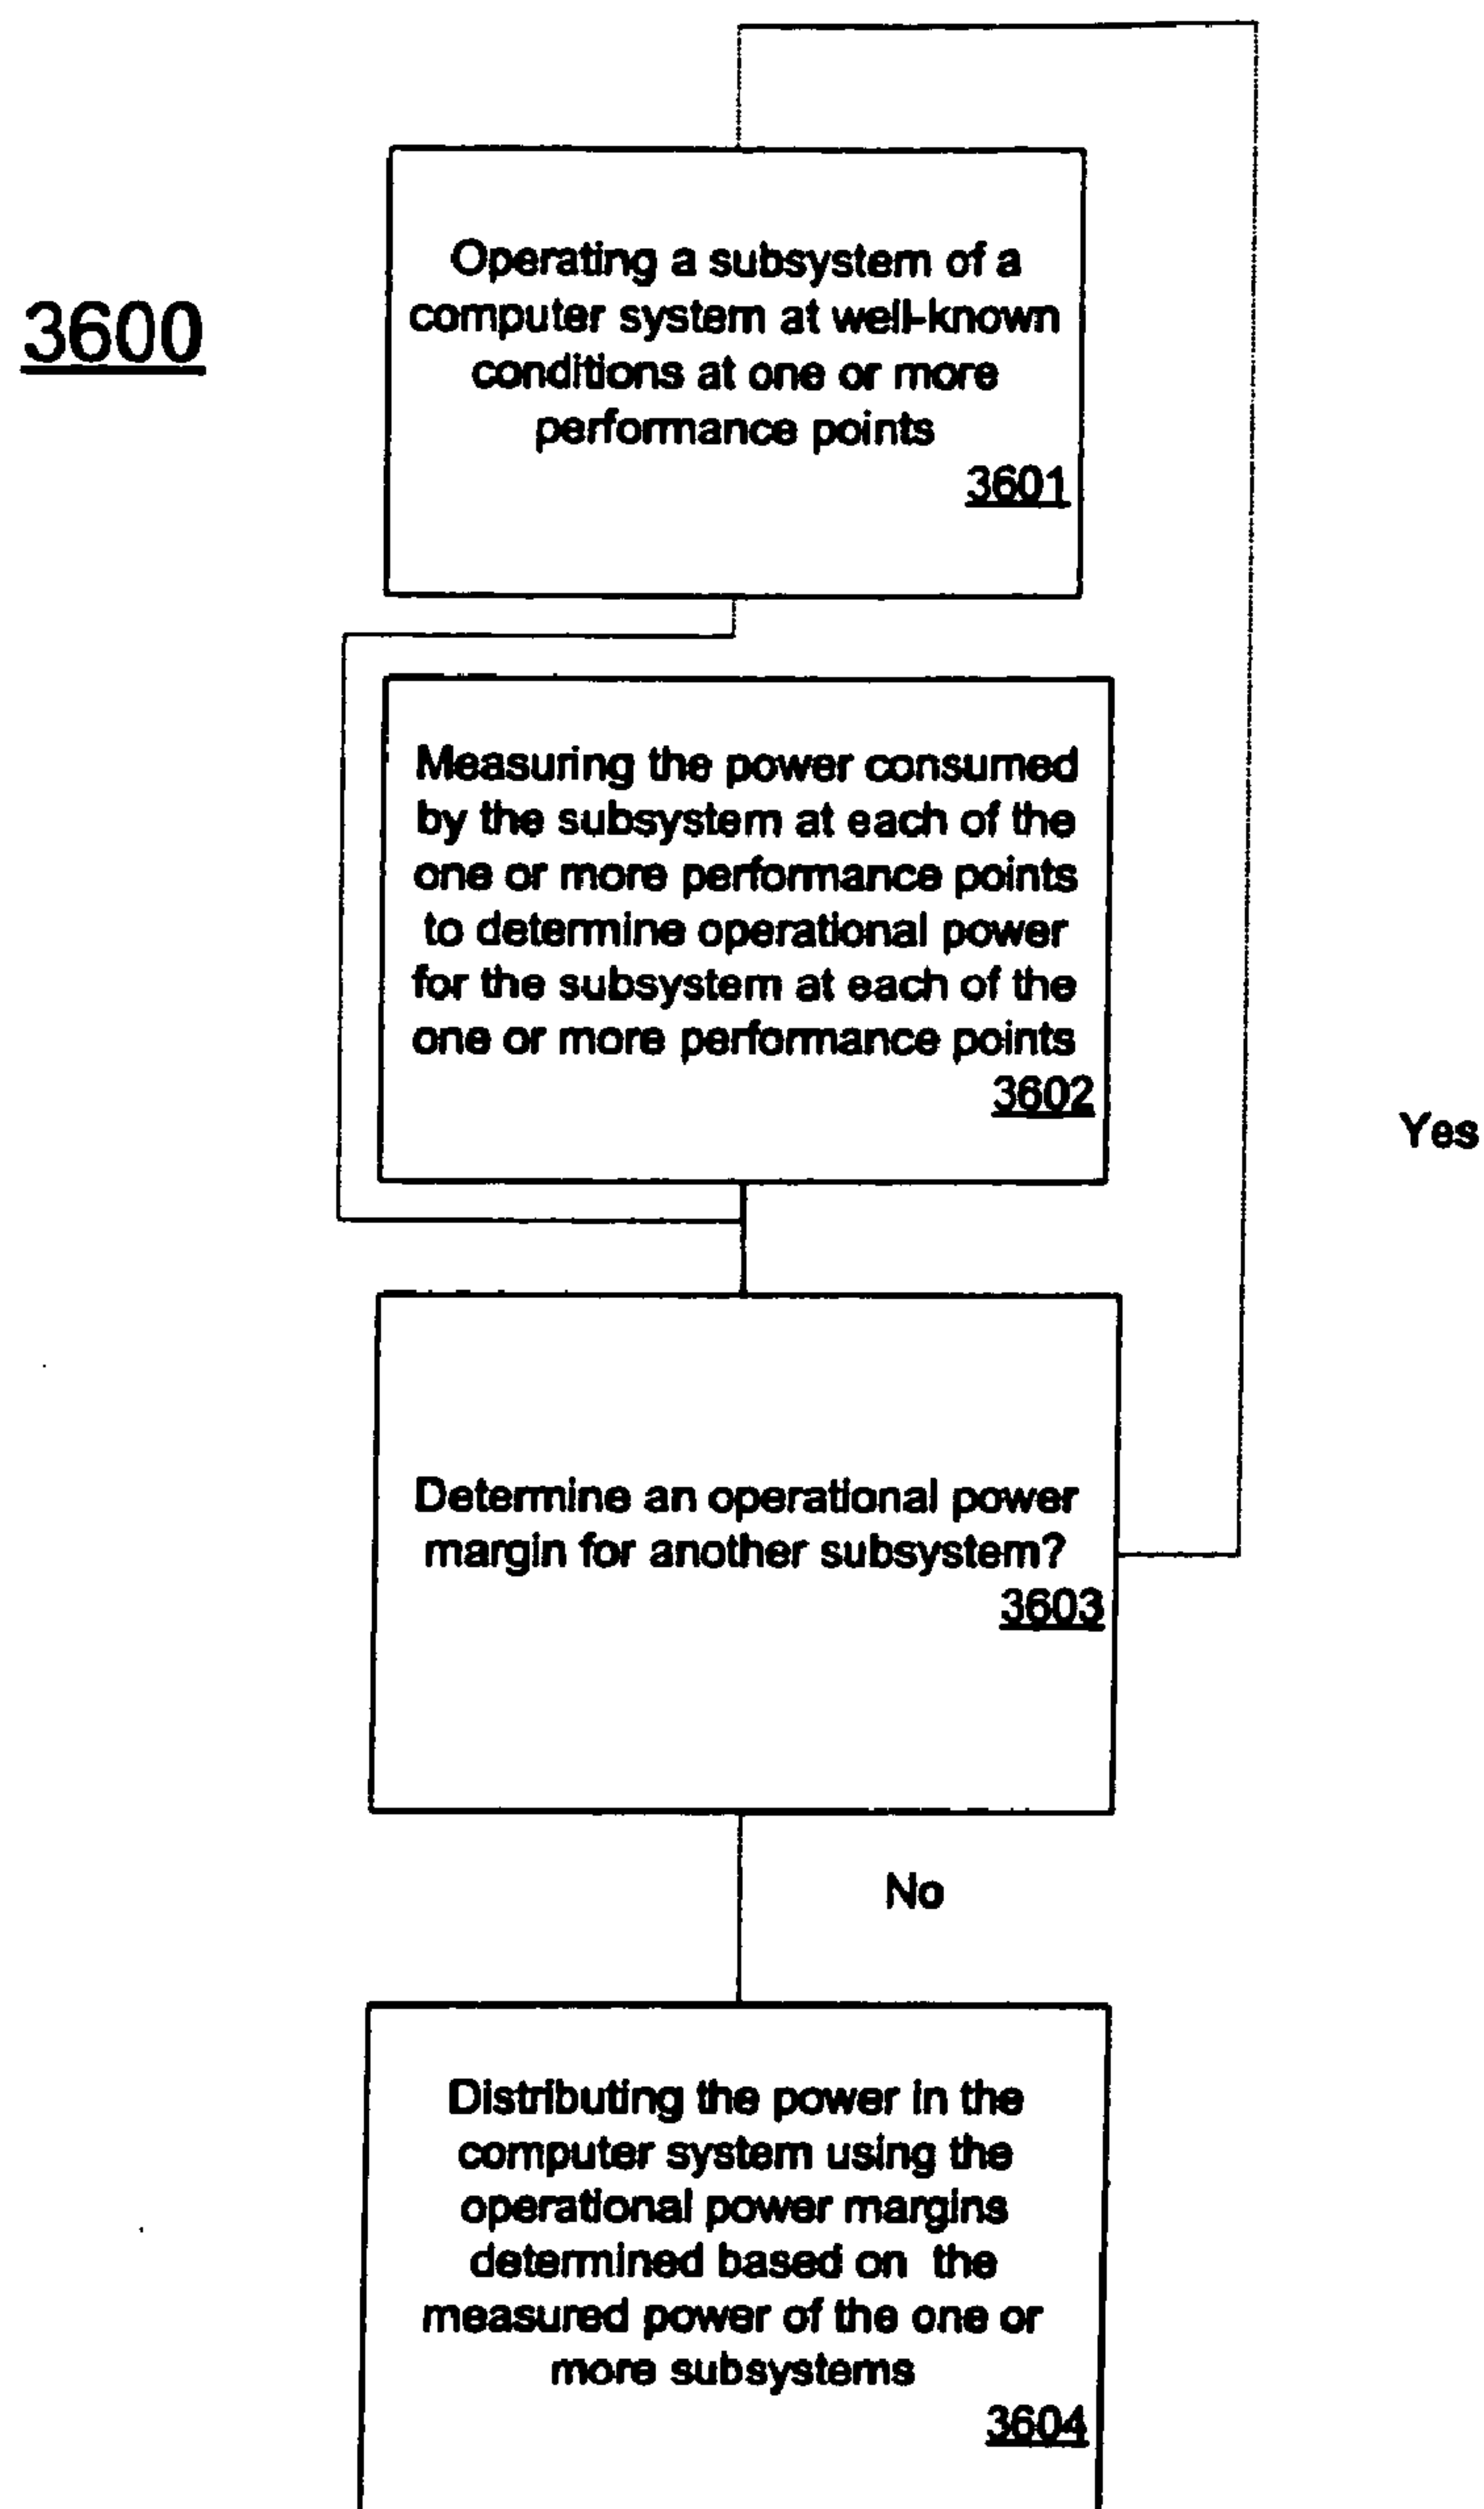 3600
Operating a subsystem of a
computer system at well-known
conditions at one or more
performance points
3601
Measuring the power consumed
by the subsystem at each of the
one or more performance points
to determine operational power
for the subsystem at each of the
one or more performance points
3602
Yes
Determine an operational power
margin for another subsystem?
3603
No
Distributing the power in the
computer system using the
operational power margins
determined based on the
measured power of the one or
more subsystems
3604